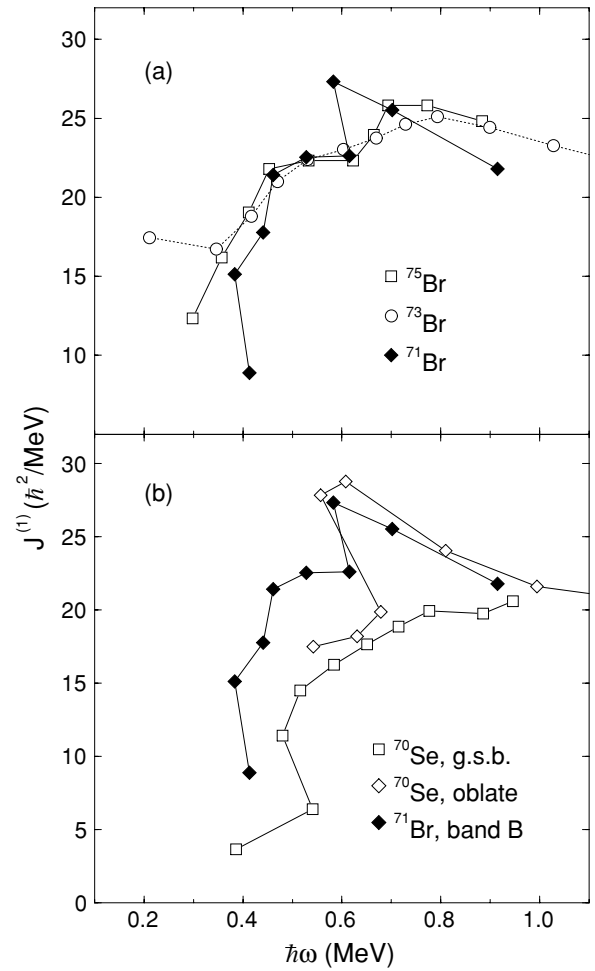 30
(a)
25
20
15
⁷⁵Br
⁷³Br
10
⁷¹Br
J⁽¹⁾ (ℏ²/MeV)
30
(b)
25
20
15
⁷⁰Se, g.s.b.
10
⁷⁰Se, oblate
⁷¹Br, band B
5
0
0.2 0.4 0.6 0.8 1.0
ℏω (MeV)